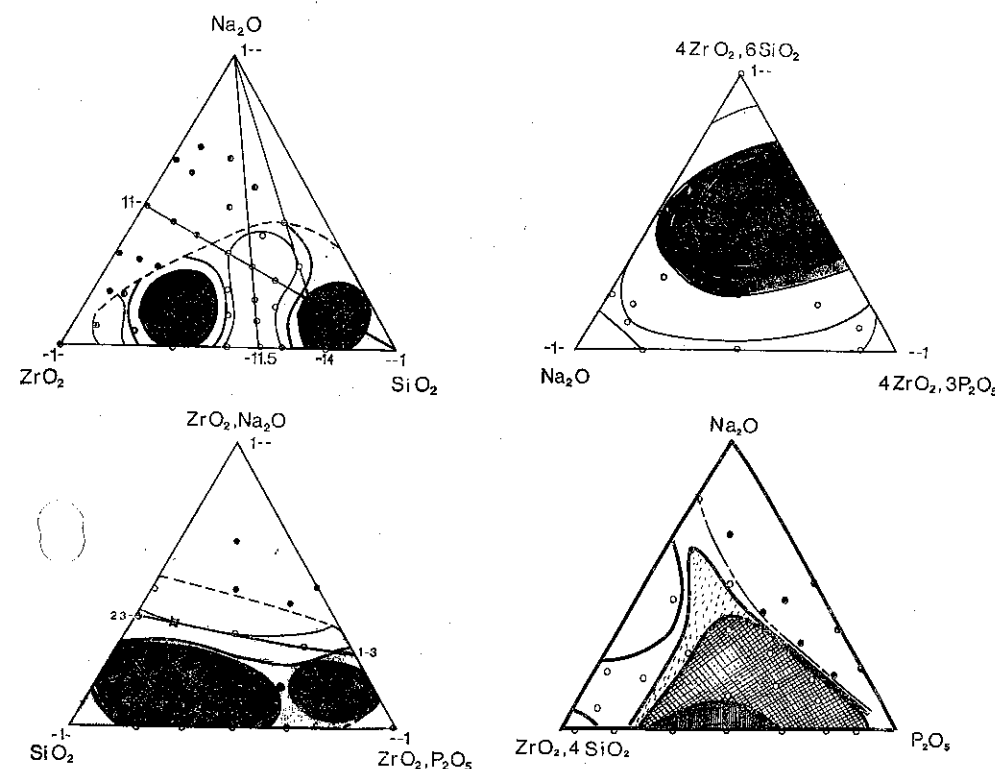 Na₂O
1--
11-
-1-
-11.5
-14
--1
ZrO₂
SiO₂
4ZrO₂,6SiO₂
1--
-1-
--1
Na₂O
4ZrO₂,3P₂O₅
ZrO₂,Na₂O
1--
23-3
1-3
-1-
--1
SiO₂
ZrO₂,P₂O₅
Na₂O
ZrO₂,4SiO₂
P₂O₅